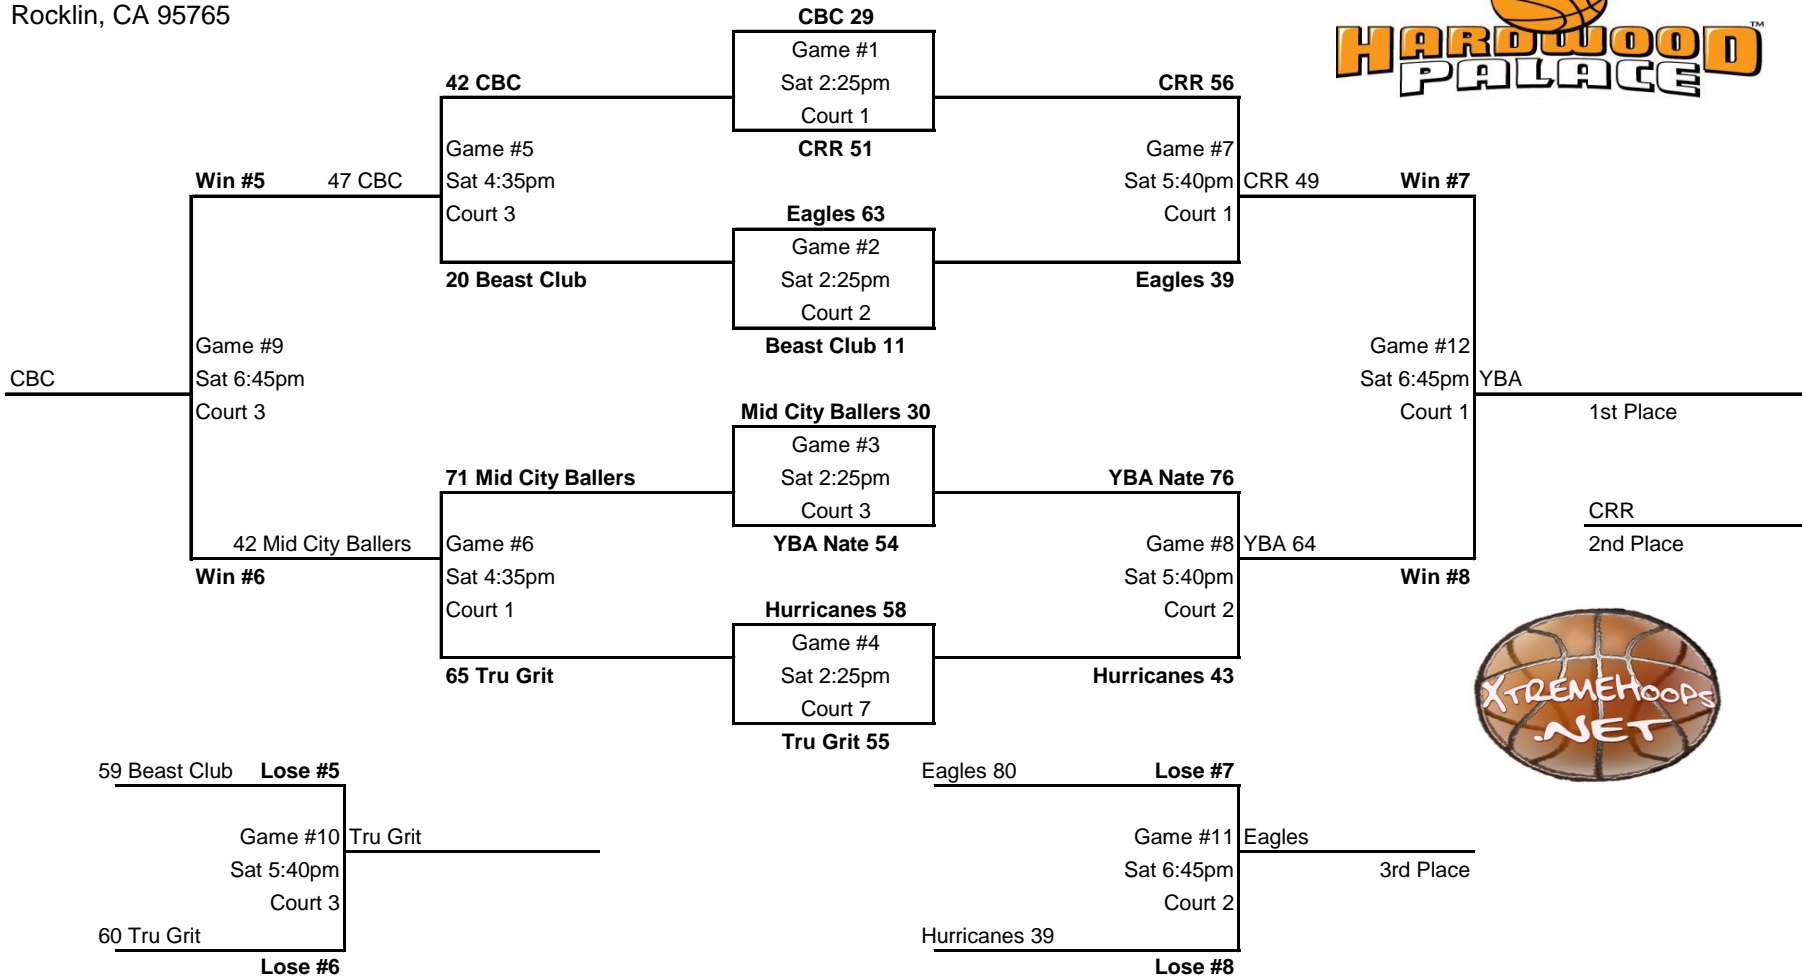 Rocklin, CA 95765
HARDWOOD™
PALACE
CBC 29
Game #1
Sat 2:25pm
Court 1
CRR 51
42 CBC
Game #5
Sat 4:35pm
Court 3
20 Beast Club
CRR 56
Game #7
Sat 5:40pm
Court 1
Eagles 39
Win #5 47 CBC
CRR 49 Win #7
Eagles 63
Game #2
Sat 2:25pm
Court 2
Beast Club 11
CBC
Game #9
Sat 6:45pm
Court 3
Game #12
Sat 6:45pm
Court 1
YBA
1st Place
CRR
2nd Place
Mid City Ballers 30
Game #3
Sat 2:25pm
Court 3
YBA Nate 54
71 Mid City Ballers
Game #6
Sat 4:35pm
Court 1
65 Tru Grit
YBA Nate 76
Game #8
Sat 5:40pm
Court 2
Hurricanes 43
42 Mid City Ballers
Win #6
YBA 64
Win #8
Hurricanes 58
Game #4
Sat 2:25pm
Court 7
Tru Grit 55
XTREMEHOOPS
.NET
59 Beast Club Lose #5
Game #10
Sat 5:40pm
Court 3
Tru Grit
60 Tru Grit
Lose #6
Eagles 80 Lose #7
Game #11
Sat 6:45pm
Court 2
Eagles
3rd Place
Hurricanes 39
Lose #8